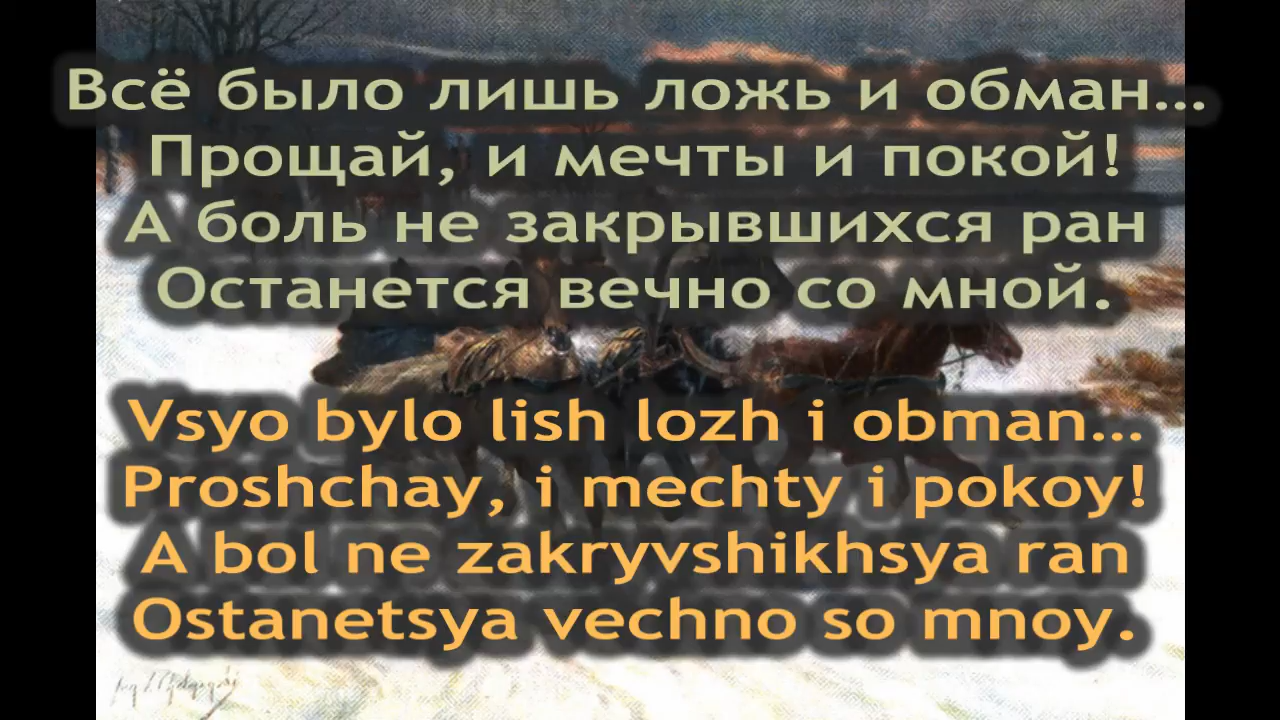 Всё было лишь ложь и обман...
Прощай, и мечты и покой!
А боль не закрывшихся ран
Останется вечно со мной.
Vsyo bylo lish lozh i obman...
Proshchay, i mechty i pokoy!
A bol ne zakryvshikhsya ran
Ostanetsya vechno so mnoy.